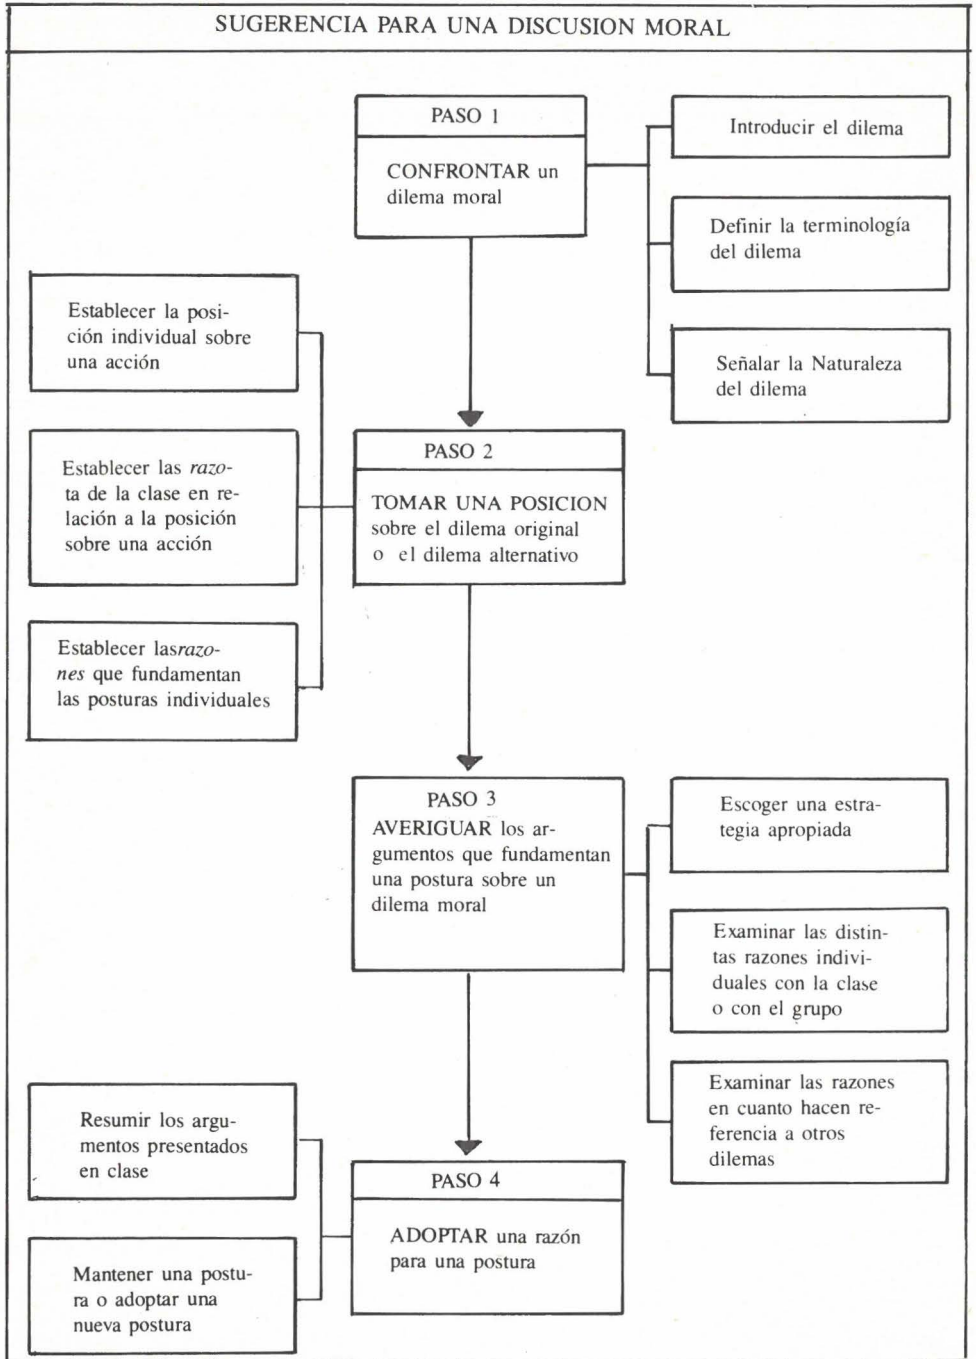 SUGERENCIA PARA UNA DISCUSION MORAL
PASO 1
CONFRONTAR un
dilema moral
Introducir el dilema
Definir la terminología
del dilema
Señalar la Naturaleza
del dilema
Establecer la posi-
ción individual sobre
una acción
Establecer las razo-
ta de la clase en re-
lación a la posición
sobre una acción
Establecer lasrazo-
nes que fundamentan
las posturas individuales
PASO 2
TOMAR UNA POSICION
sobre el dilema original
o el dilema alternativo
PASO 3
AVERIGUAR los ar-
gumentos que fundamentan
una postura sobre un
dilema moral
Escoger una estra-
tegia apropiada
Examinar las distin-
tas razones indivi-
duales con la clase
o con el grupo
Examinar las razones
en cuanto hacen re-
ferencia a otros
dilemas
Resumir los argu-
mentos presentados
en clase
Mantener una postu-
ra o adoptar una
nueva postura
PASO 4
ADOPTAR una razón
para una postura